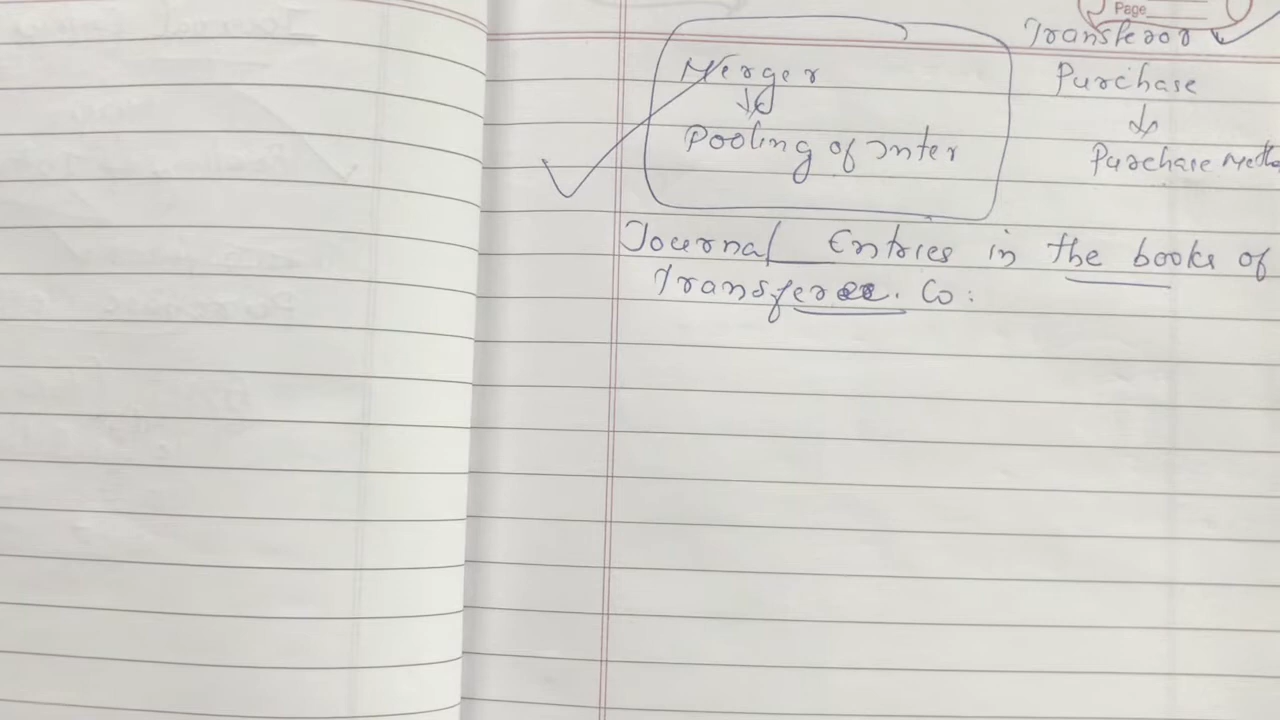 Page
Transferor
Merger
Purchase
Pooling of Inter
Purchase Metho
Journal Entries in the books of
Transferee. Co: